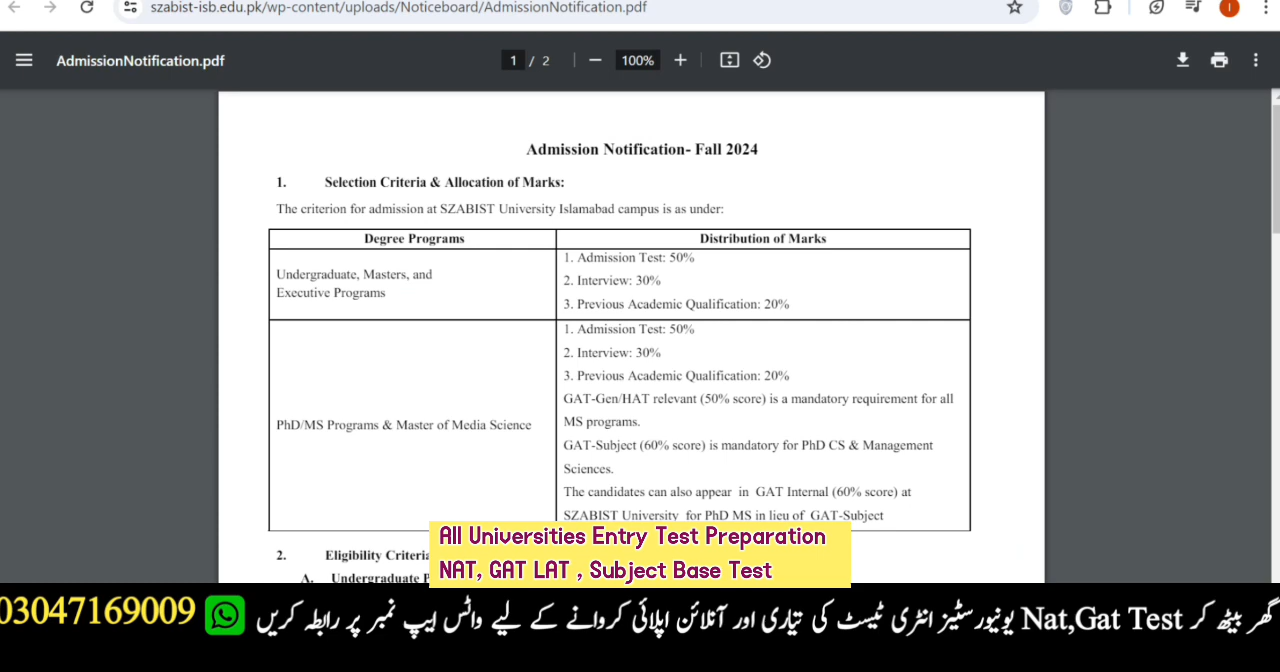 szabist-isb.edu.pk/wp-content/uploads/Noticeboard/AdmissionNotification.pdf
I
AdmissionNotification.pdf
1 / 2
100%
Admission Notification- Fall 2024
1. Selection Criteria & Allocation of Marks:
The criterion for admission at SZABIST University Islamabad campus is as under:
Degree Programs
Distribution of Marks
Undergraduate, Masters, and
Executive Programs
1. Admission Test: 50%
2. Interview: 30%
3. Previous Academic Qualification: 20%
PhD/MS Programs & Master of Media Science
1. Admission Test: 50%
2. Interview: 30%
3. Previous Academic Qualification: 20%
GAT-Gen/HAT relevant (50% score) is a mandatory requirement for all
MS programs.
GAT-Subject (60% score) is mandatory for PhD CS & Management
Sciences.
The candidates can also appear in GAT Internal (60% score) at
SZABIST University for PhD MS in lieu of GAT-Subject
2. Eligibility Criteria
A. Undergraduate P
All Universities Entry Test Preparation
NAT, GAT LAT , Subject Base Test
گھر بیٹھ کر Nat,Gat Test یونیورسٹیز انٹری ٹیسٹ کی تیاری اور آنلائن اپلائی کروانے کے لیے واٹس ایپ نمبر پر رابطہ کریں 03047169009